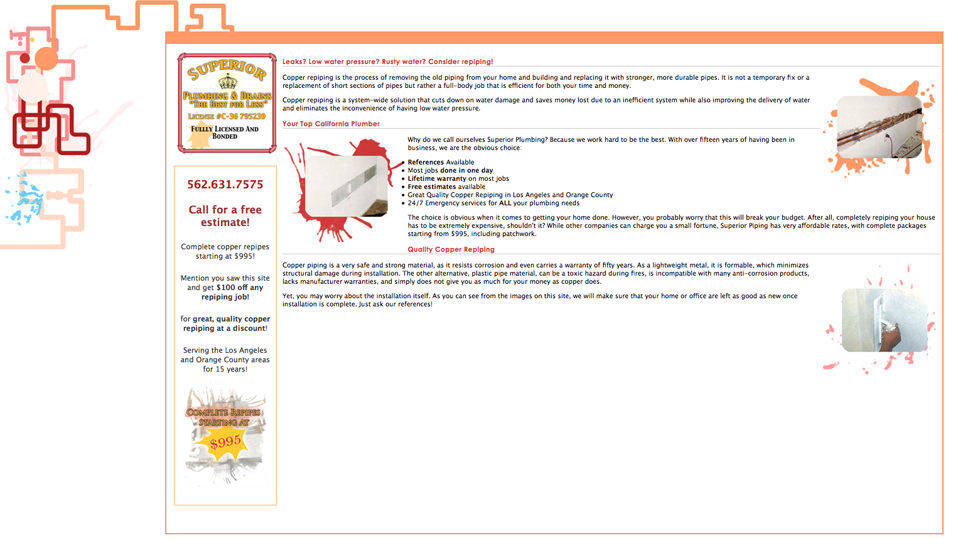 SUPERIOR
PLUMBING & DRAINS
"THE BEST FOR LESS"
LICENSE #C-36 795239
FULLY LICENSED AND
BONDED
562.631.7575
Call for a free
estimate!
Complete copper repipes
starting at $995!
Mention you saw this site
and get $100 off any
repiping job!
for great, quality copper
repiping at a discount!
Serving the Los Angeles
and Orange County areas
for 15 years!
COMPLETE REPIPES
STARTING AT
$995
Leaks? Low water pressure? Rusty water? Consider repiping!
Copper repiping is the process of removing the old piping from your home and building and replacing it with stronger, more durable pipes. It is not a temporary fix or a
replacement of short sections of pipes but rather a full-body job that is efficient for both your time and money.
Copper repiping is a system-wide solution that cuts down on water damage and saves money lost due to an inefficient system while also improving the delivery of water
and eliminates the inconvenience of having low water pressure.
Your Top California Plumber
Why do we call ourselves Superior Plumbing? Because we work hard to be the best. With over fifteen years of having been in
business, we are the obvious choice:
• References Available
• Most jobs done in one day
• Lifetime warranty on most jobs
• Free estimates available
• Great Quality Copper Repiping in Los Angeles and Orange County
• 24/7 Emergency services for ALL your plumbing needs
The choice is obvious when it comes to getting your home done. However, you probably worry that this will break your budget. After all, completely repiping your house
has to be extremely expensive, shouldn't it? While other companies can charge you a small fortune, Superior Piping has very affordable rates, with complete packages
starting from $995, including patchwork.
Quality Copper Repiping
Copper piping is a very safe and strong material, as it resists corrosion and even carries a warranty of fifty years. As a lightweight metal, it is formable, which minimizes
structural damage during installation. The other alternative, plastic pipe material, can be a toxic hazard during fires, is incompatible with many anti-corrosion products,
lacks manufacturer warranties, and simply does not give you as much for your money as copper does.
Yet, you may worry about the installation itself. As you can see from the images on this site, we will make sure that your home or office are left as good as new once
installation is complete. Just ask our references!